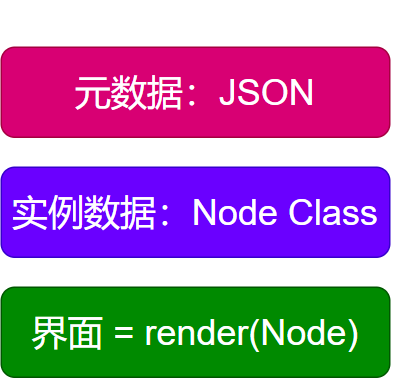 元数据：JSON
实例数据：Node Class
界面 = render(Node)